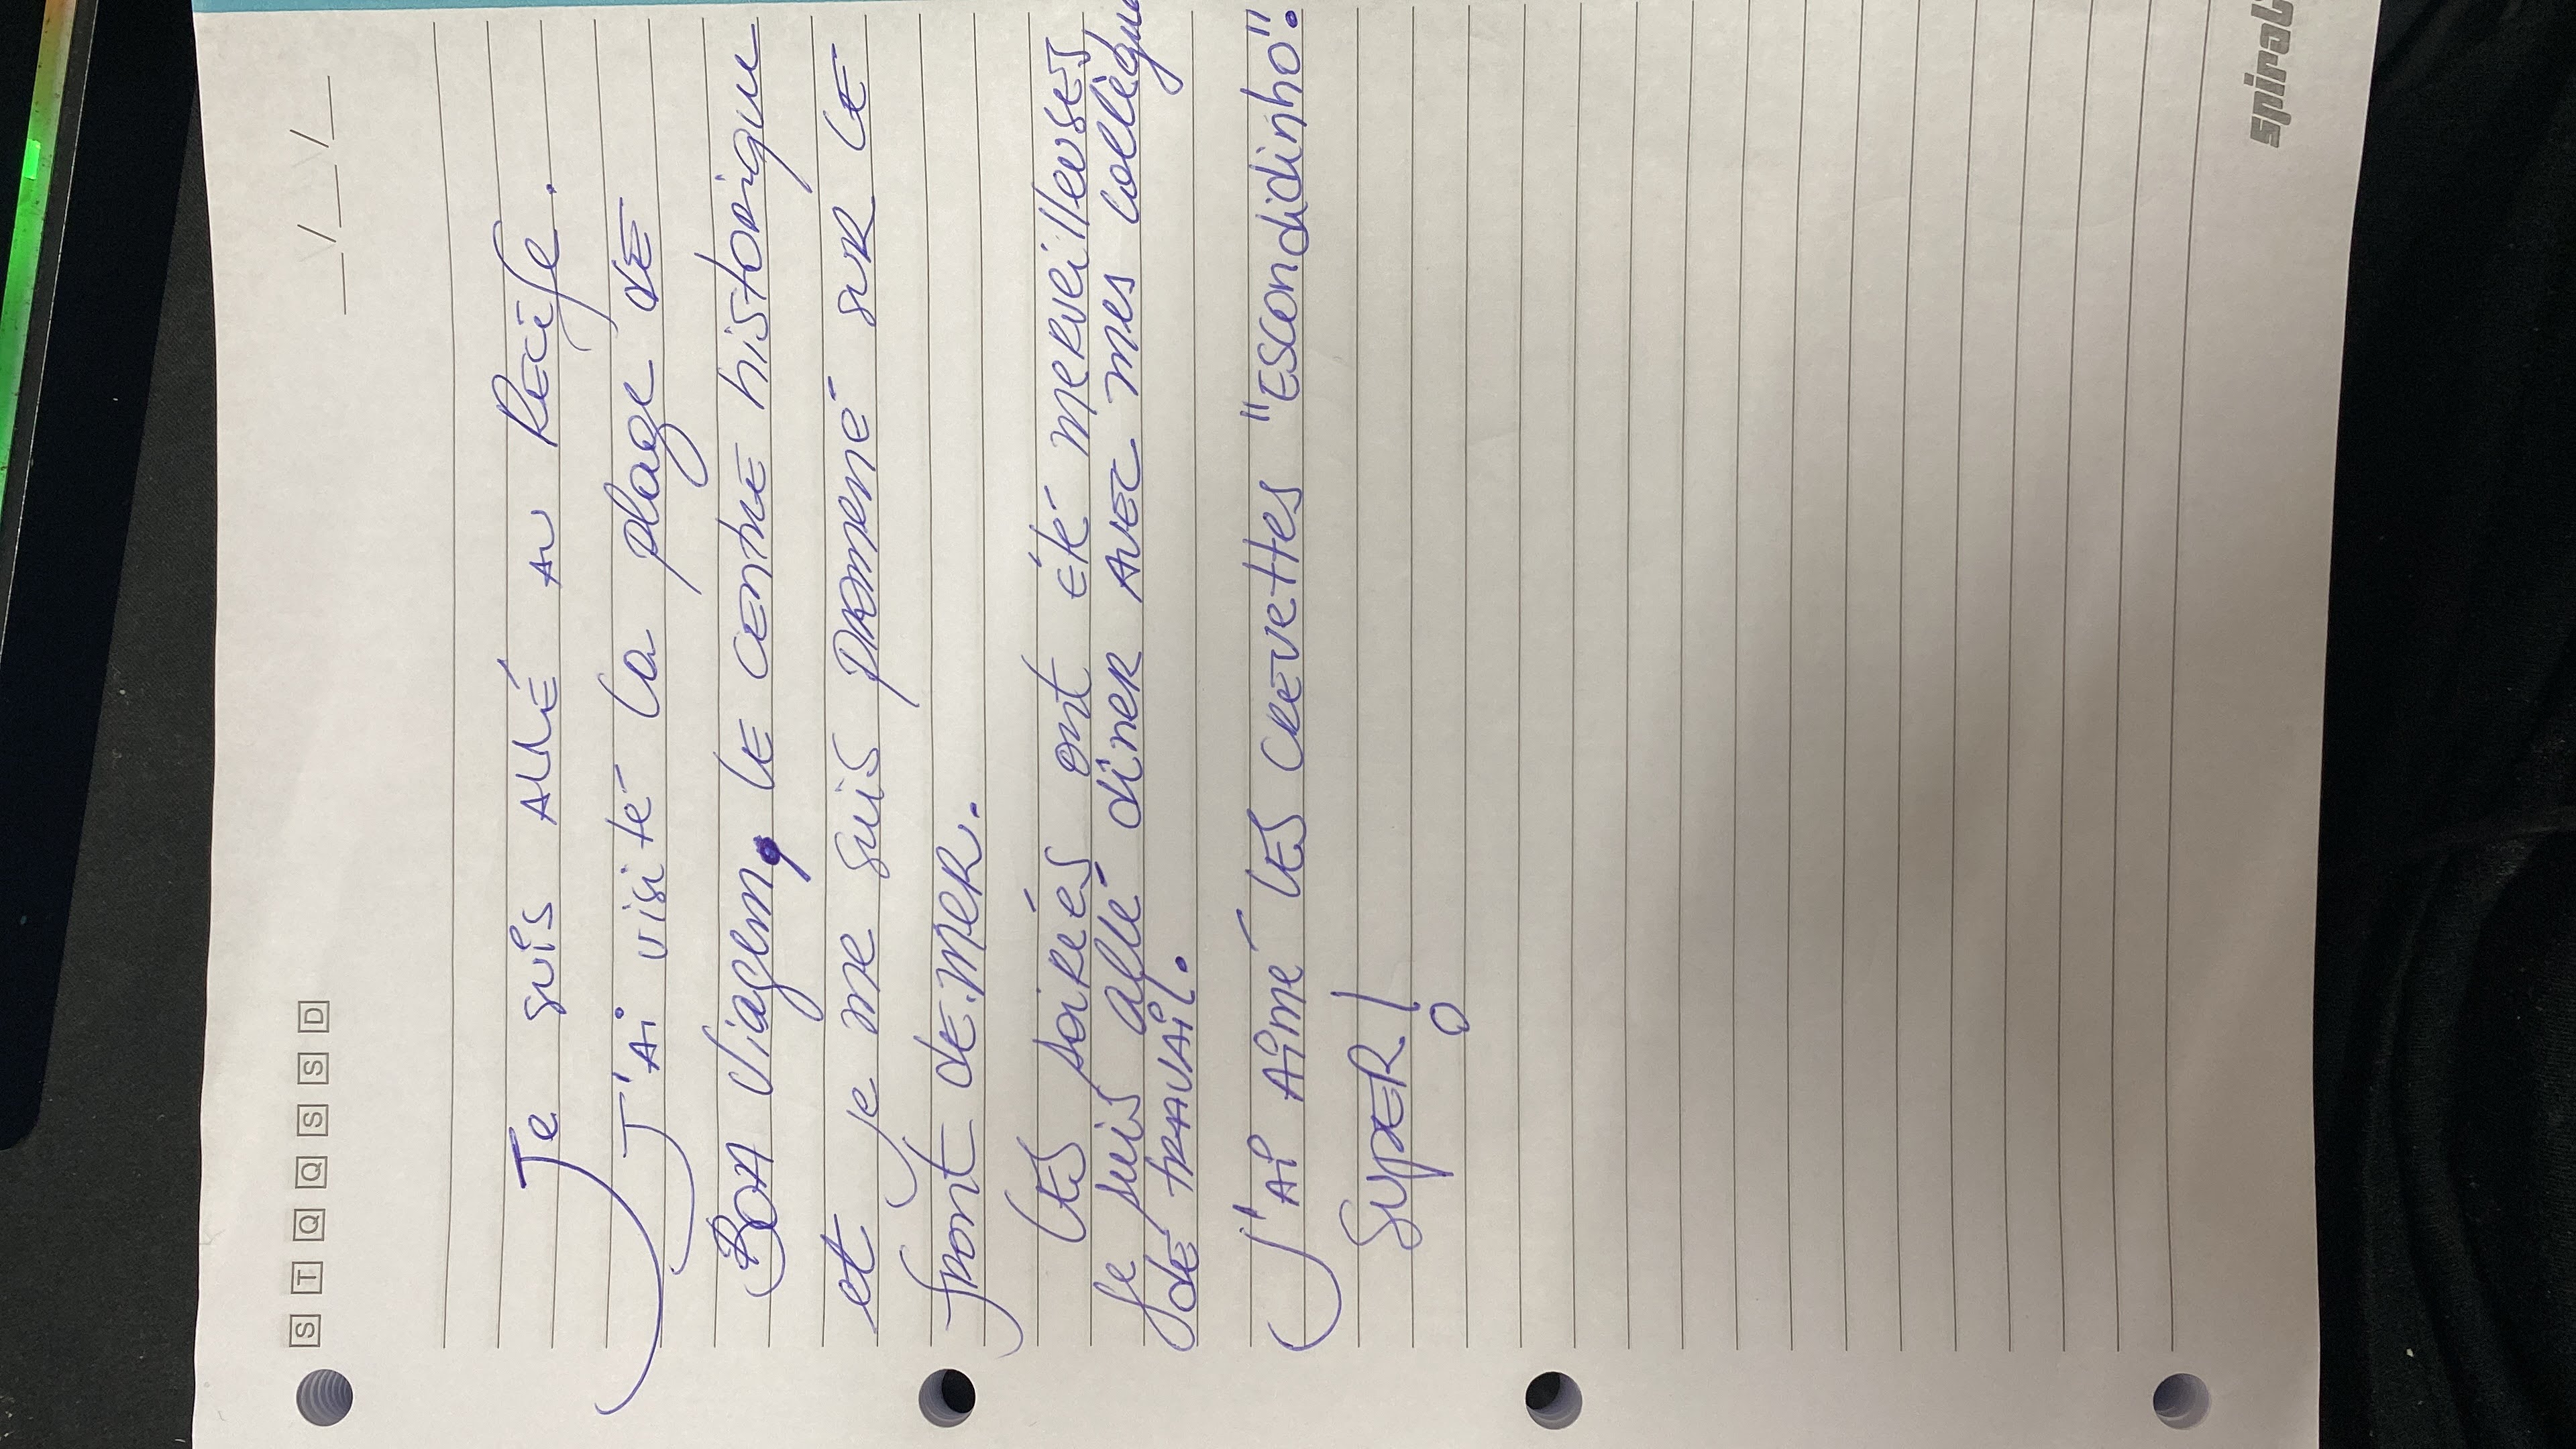 S T Q Q S S D
__/__/__
Je suis allé au Recife.
J'ai visité la plage de
Boa Viagem, le centre historique
et je me suis promené sur le
front de.mer.
Les soirées ont été merveilleuses,
je suis allé dîner avec mes collègue
de travail.
J'ai aimé les crevettes "Escondidinho".
Super!
spiral